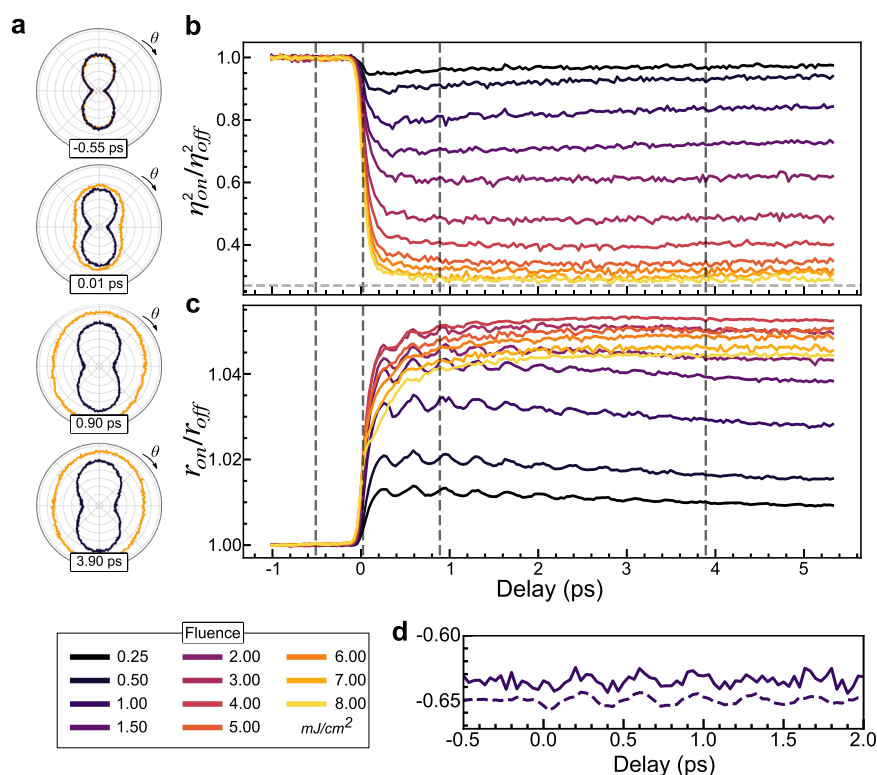 a
θ
-0.55 ps
θ
0.01 ps
θ
0.90 ps
θ
3.90 ps
b
1.0
0.8
0.6
0.4
η²on/η²off
c
1.04
1.02
1.00
ron/roff
-1 0 1 2 3 4 5
Delay (ps)
Fluence
0.25 2.00 6.00
0.50 3.00 7.00
1.00 4.00 8.00
1.50 5.00 mJ/cm²
d
-0.60
-0.65
-0.5 0.0 0.5 1.0 1.5 2.0
Delay (ps)